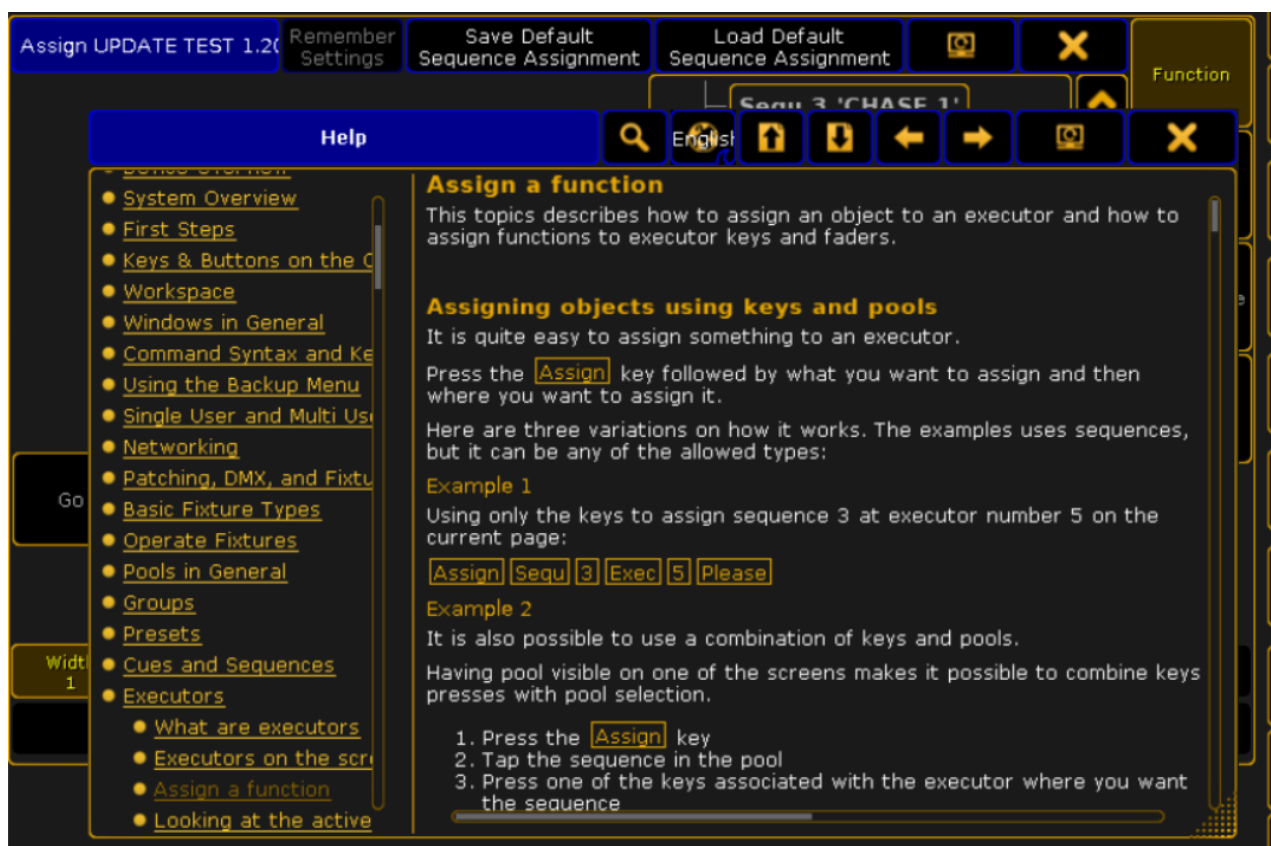 Assign UPDATE TEST 1.2(
Remember
Settings
Save Default
Sequence Assignment
Load Default
Sequence Assignment
Function
Sequ 3 'CHASE 1'
Help
English
System Overview
First Steps
Keys & Buttons on the C
Workspace
Windows in General
Command Syntax and Ke
Using the Backup Menu
Single User and Multi Us
Networking
Patching, DMX, and Fixtu
Basic Fixture Types
Operate Fixtures
Pools in General
Groups
Presets
Cues and Sequences
Executors
What are executors
Executors on the scr
Assign a function
Looking at the active
Assign a function
This topics describes how to assign an object to an executor and how to
assign functions to executor keys and faders.
Assigning objects using keys and pools
It is quite easy to assign something to an executor.
Press the Assign key followed by what you want to assign and then
where you want to assign it.
Here are three variations on how it works. The examples uses sequences,
but it can be any of the allowed types:
Example 1
Using only the keys to assign sequence 3 at executor number 5 on the
current page:
Assign Sequ 3 Exec 5 Please
Example 2
It is also possible to use a combination of keys and pools.
Having pool visible on one of the screens makes it possible to combine keys
presses with pool selection.
1. Press the Assign key
2. Tap the sequence in the pool
3. Press one of the keys associated with the executor where you want
the sequence
Go
Widt
1
e